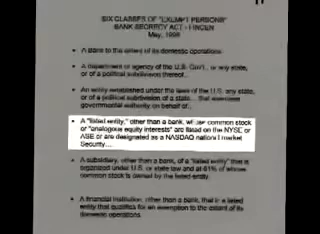 SIX CLASSES OF "EXEMPT PERSONS"
BANK SECRECY ACT - FINCEN
May, 1998
A bank to the extent of its domestic operations.
A department or agency of the U.S. Gov't., or any state,
or of a political subdivision thereof.
An entity established under the laws of the U.S. any state,
or of a political subdivision of a state... that exercises
governmental authority on behalf of...
A "listed entity," other than a bank, whose common stock
or "analogous equity interests" are listed on the NYSE or
ASE or are designated as a NASDAQ national market
Security....
A subsidiary, other than a bank, of a "listed entity" that is
organized under U.S. or state law and at 51% of whose
common stock is owned by the listed entity.
A financial institution, other than a bank, that is a listed
entity that qualifies for an exemption to the extent of its
domestic operations.